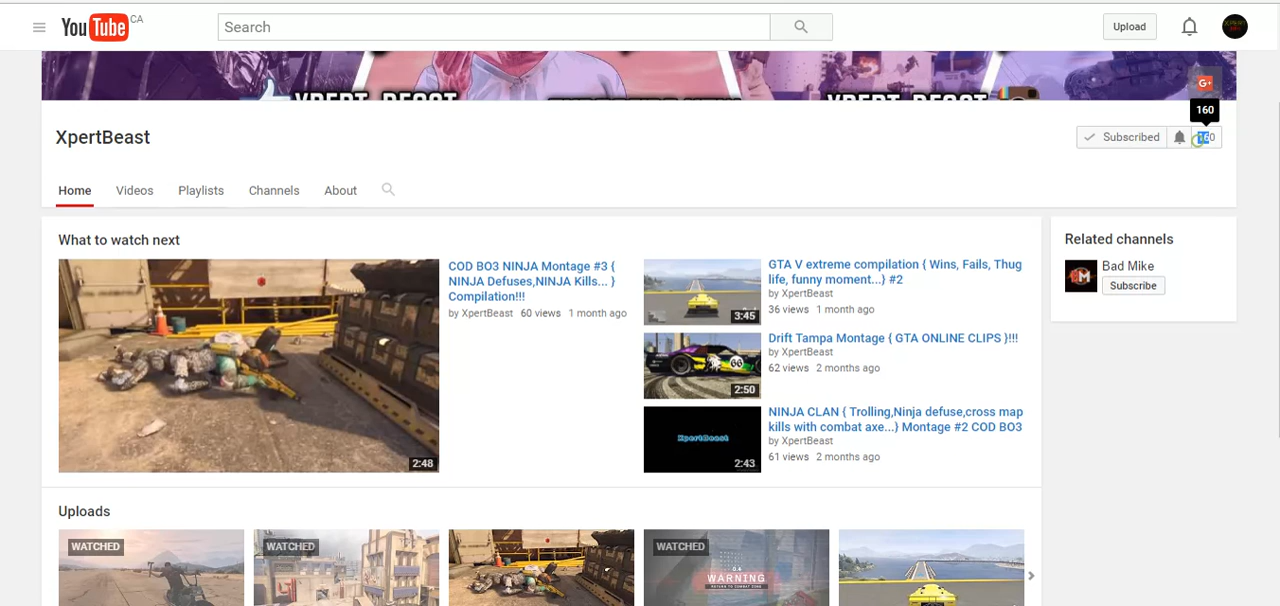 YouTube CA
Search
Upload
G+
160
XpertBeast
Subscribed
160
Home
Videos
Playlists
Channels
About
What to watch next
2:48
COD BO3 NINJA Montage #3 {
NINJA Defuses,NINJA Kills... }
Compilation!!!
by XpertBeast 60 views 1 month ago
3:45
GTA V extreme compilation { Wins, Fails, Thug
life, funny moment...} #2
by XpertBeast
36 views 1 month ago
66
2:50
Drift Tampa Montage { GTA ONLINE CLIPS }!!!
by XpertBeast
62 views 2 months ago
XpertBeast
2:43
NINJA CLAN { Trolling,Ninja defuse,cross map
kills with combat axe...} Montage #2 COD BO3
by XpertBeast
61 views 2 months ago
Related channels
Bad Mike
Subscribe
Uploads
WATCHED
WATCHED
WATCHED
WARNING